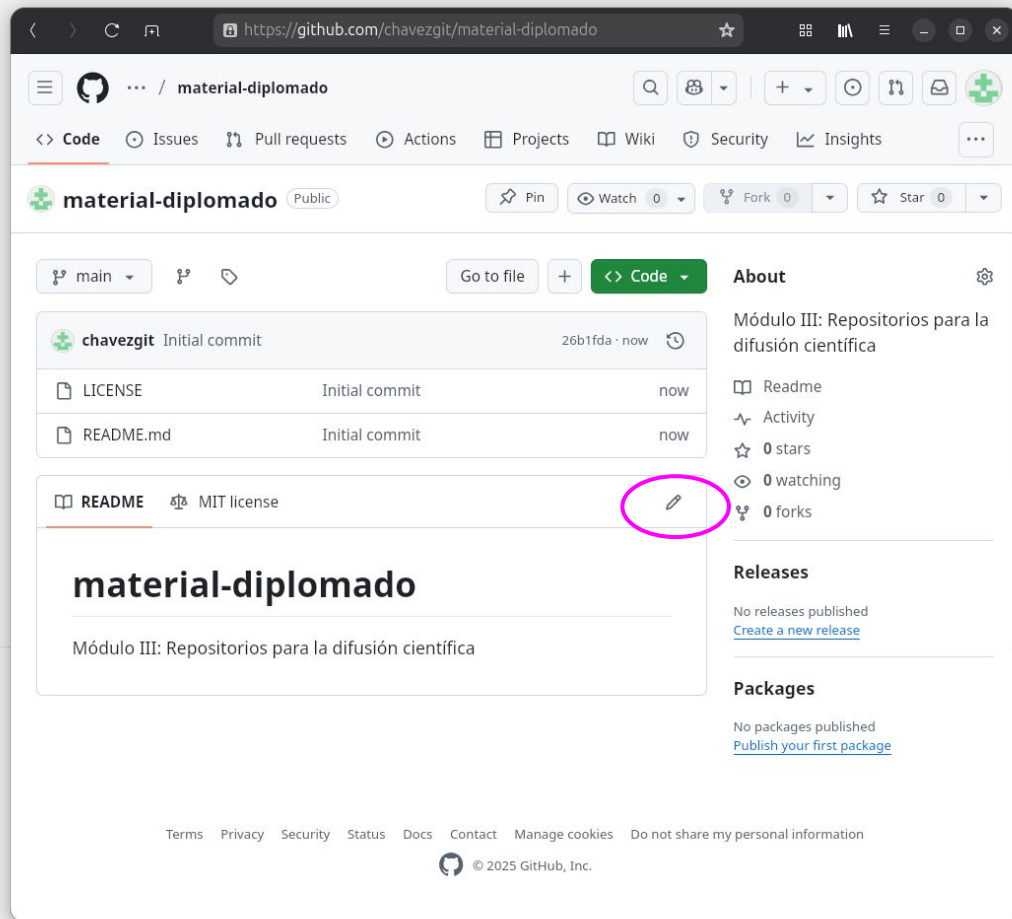 https://github.com/chavezgit/material-diplomado
... / material-diplomado
Code Issues Pull requests Actions Projects Wiki Security Insights ...
material-diplomado Public Pin Watch 0 Fork 0 Star 0
main Go to file + Code
chavezgit Initial commit 26b1fda · now
LICENSE Initial commit now
README.md Initial commit now
README MIT license
material-diplomado
Módulo III: Repositorios para la difusión científica
About
Módulo III: Repositorios para la
difusión científica
Readme
Activity
0 stars
0 watching
0 forks
Releases
No releases published
Create a new release
Packages
No packages published
Publish your first package
Terms Privacy Security Status Docs Contact Manage cookies Do not share my personal information
© 2025 GitHub, Inc.